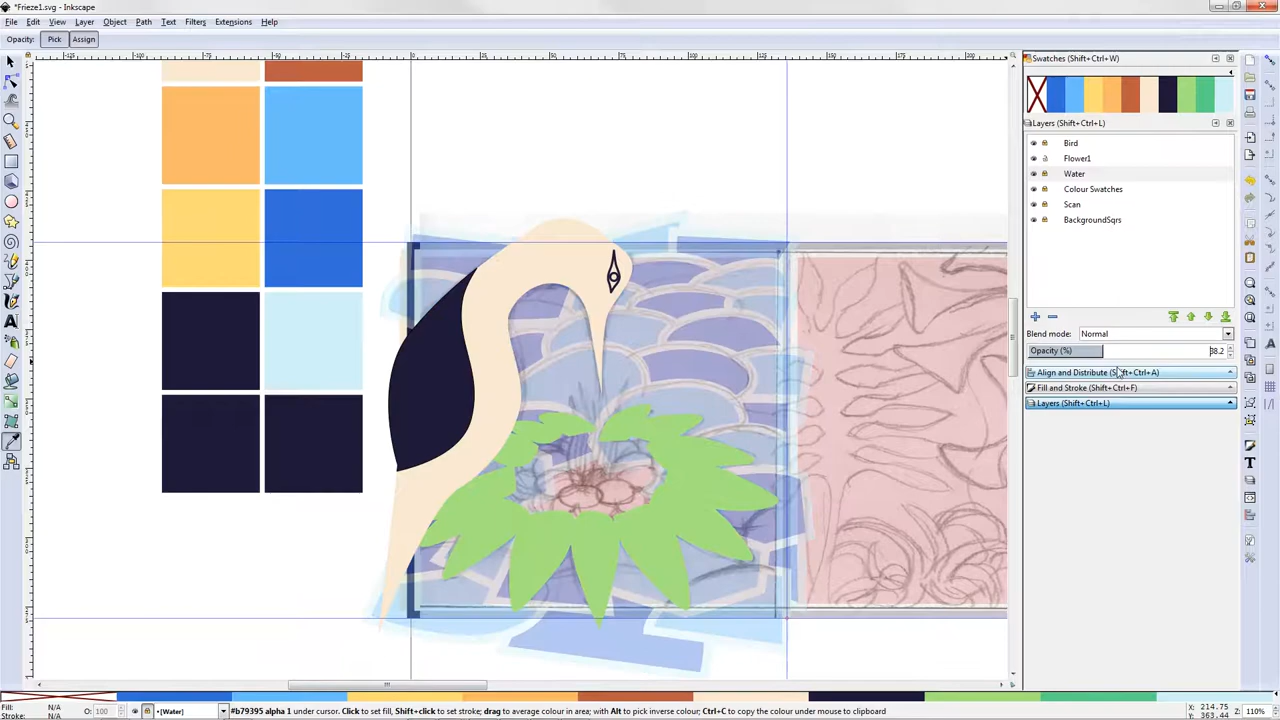 *Frieze1.svg - Inkscape
File Edit View Layer Object Path Text Filters Extensions Help
Opacity: Pick Assign
Swatches (Shift+Ctrl+W)
Layers (Shift+Ctrl+L)
Bird
Flower1
Water
Colour Swatches
Scan
BackgroundSqrs
Blend mode: Normal
Opacity (%) 38.2
Align and Distribute (Shift+Ctrl+A)
Fill and Stroke (Shift+Ctrl+F)
Layers (Shift+Ctrl+L)
Fill: N/A
Stroke: N/A
O: 100
•[Water]
#b79395 alpha 1 under cursor. Click to set fill, Shift+click to set stroke; drag to average colour in area; with Alt to pick inverse colour; Ctrl+C to copy the colour under mouse to clipboard
X: 214.75
Y: 363.44
Z: 110%